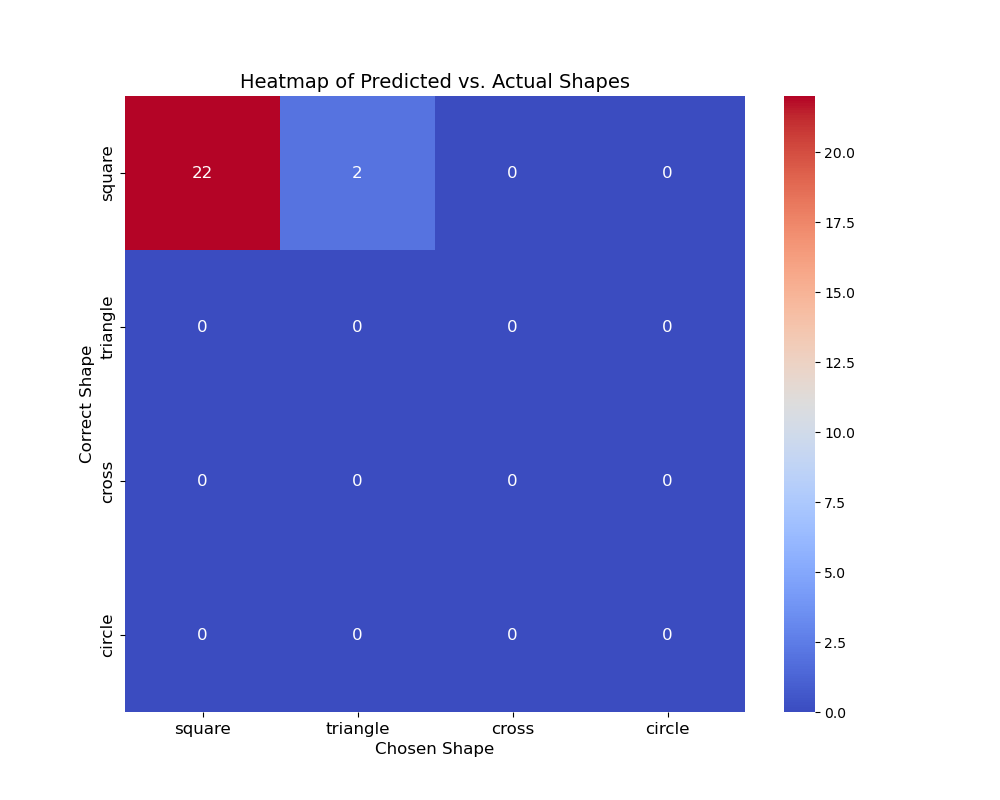 Heatmap of Predicted vs. Actual Shapes
Correct Shape
square
22 2 0 0
triangle
0 0 0 0
cross
0 0 0 0
circle
0 0 0 0
square triangle cross circle
Chosen Shape
20.0
17.5
15.0
12.5
10.0
7.5
5.0
2.5
0.0